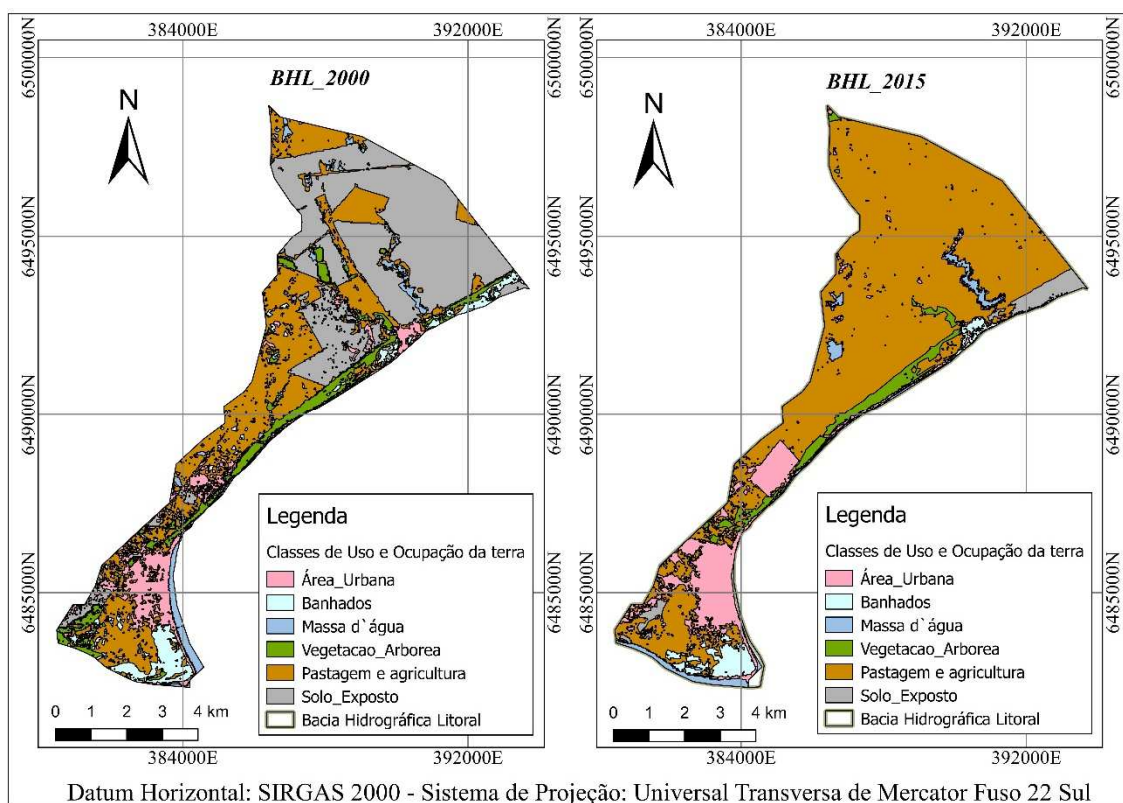 384000E 392000E
6500000N
BHL_2000
N
6495000N
6490000N
6485000N
Legenda
Classes de Uso e Ocupação da terra
Área_Urbana
Banhados
Massa d`água
Vegetacao_Arborea
Pastagem e agricultura
Solo_Exposto
Bacia Hidrográfica Litoral
0 1 2 3 4 km
384000E 392000E
6500000N
6495000N
6490000N
6485000N
384000E 392000E
6500000N
BHL_2015
N
6495000N
6490000N
6485000N
Legenda
Classes de Uso e Ocupação da terra
Área_Urbana
Banhados
Massa d`água
Vegetacao_Arborea
Pastagem e agricultura
Solo_Exposto
Bacia Hidrográfica Litoral
0 1 2 3 4 km
384000E 392000E
6500000N
6495000N
6490000N
6485000N
Datum Horizontal: SIRGAS 2000 - Sistema de Projeção: Universal Transversa de Mercator Fuso 22 Sul